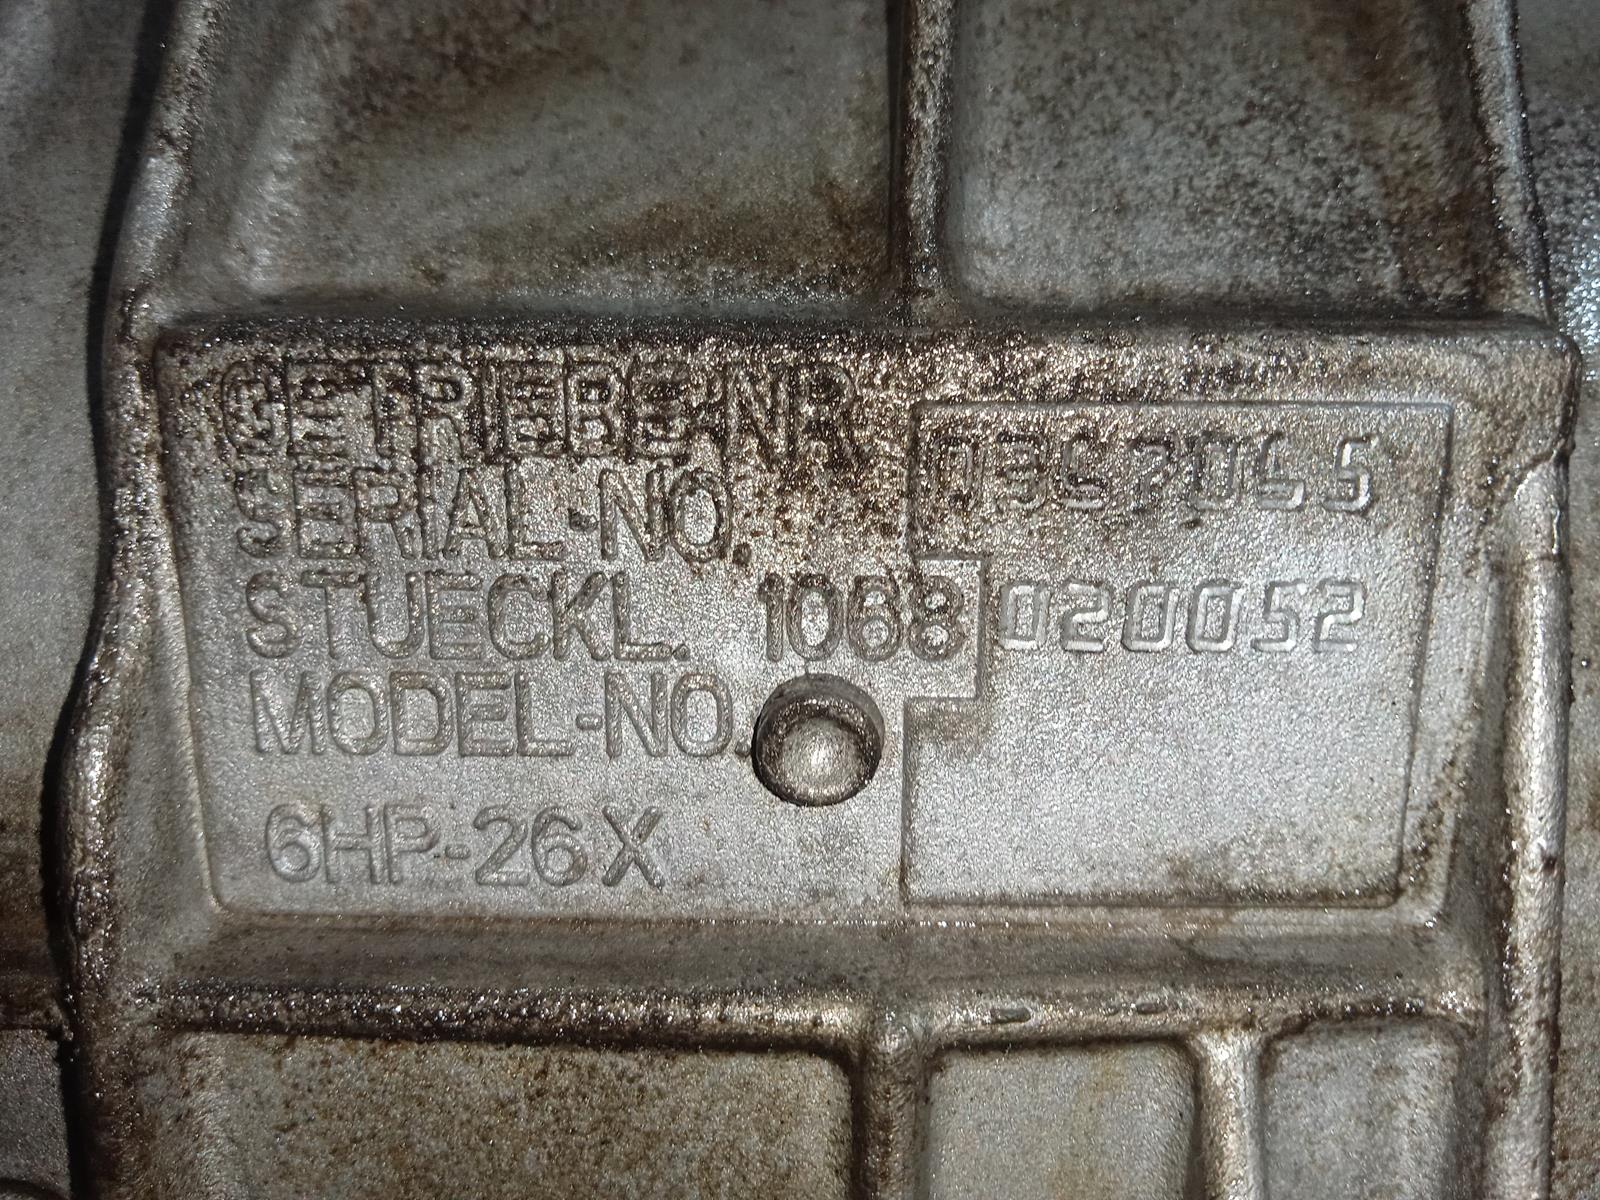 GETRIEBE-NR
SERIAL-NO.
STUECKL. 1068 020052
MODEL-NO.
6HP-26X